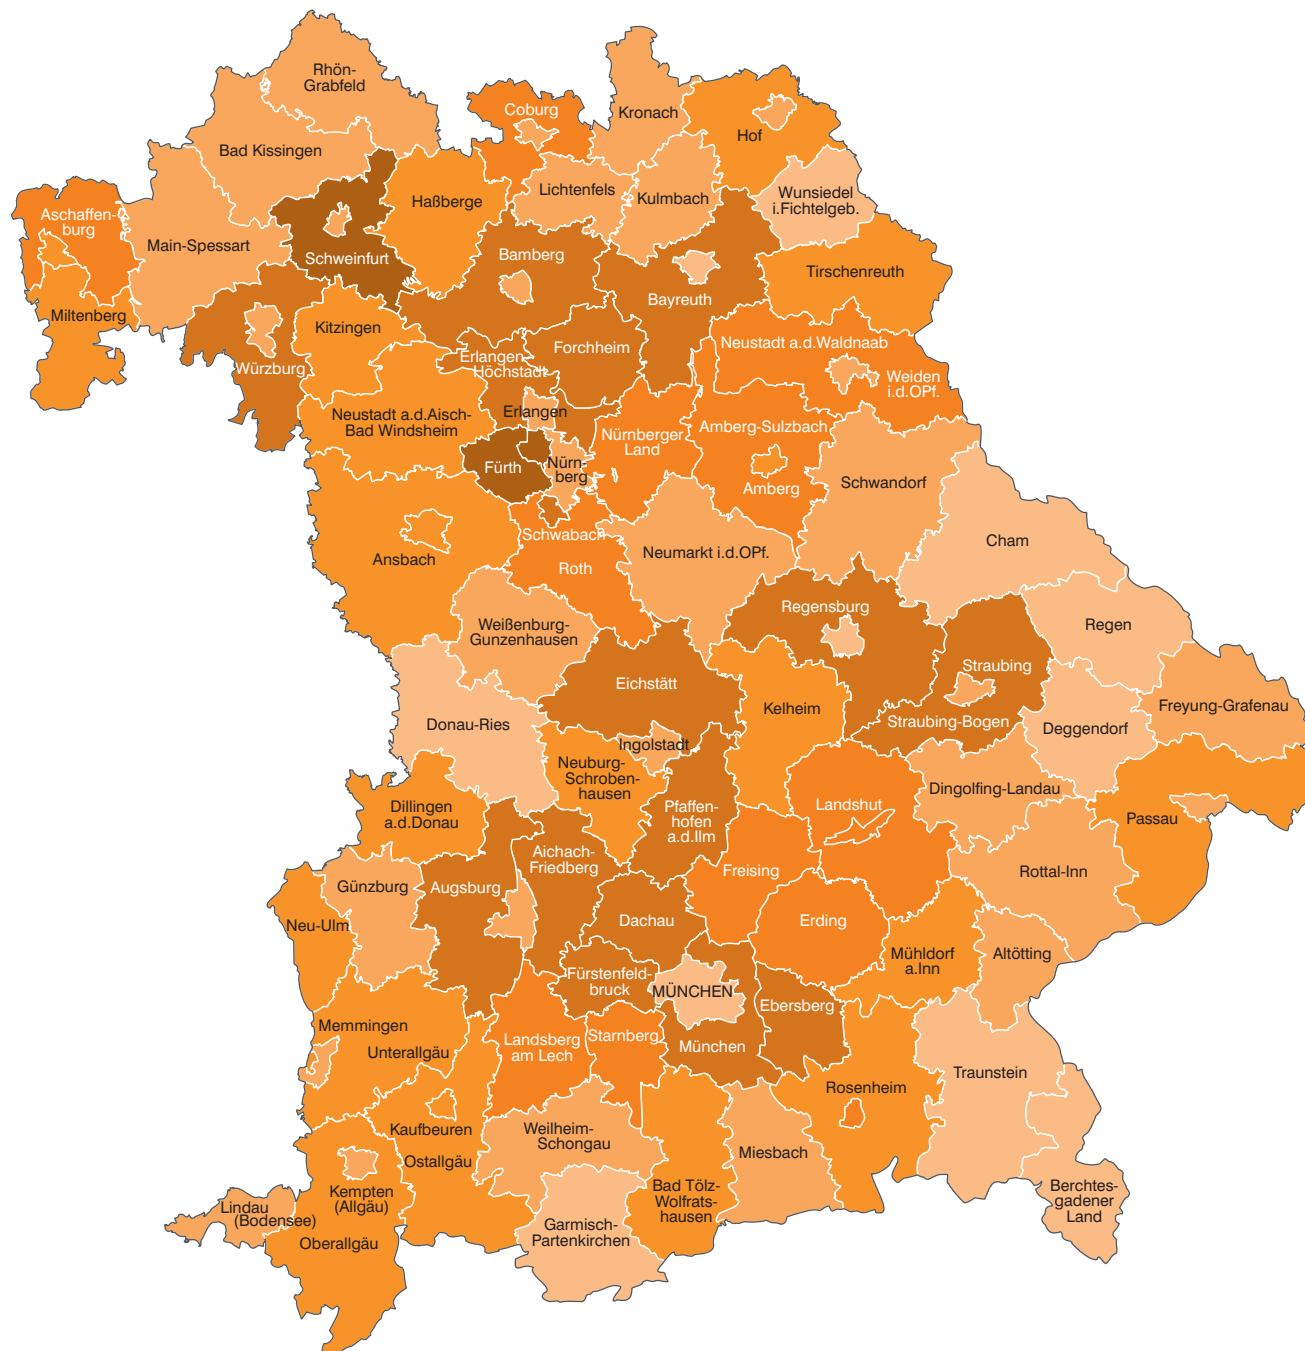 Rhön-
Grabfeld
Coburg
Kronach
Hof
Bad Kissingen
Lichtenfels
Kulmbach
Wunsiedel
i.Fichtelgeb.
Haßberge
Aschaffen-
burg
Main-Spessart
Schweinfurt
Bamberg
Bayreuth
Tirschenreuth
Miltenberg
Kitzingen
Würzburg
Erlangen-
Höchstadt
Forchheim
Neustadt a.d.Waldnaab
Weiden
i.d.OPf.
Neustadt a.d.Aisch-
Bad Windsheim
Erlangen
Nürnberger
Land
Amberg-Sulzbach
Fürth
Nürn-
berg
Amberg
Schwandorf
Ansbach
Schwabach
Roth
Neumarkt i.d.OPf.
Cham
Weißenburg-
Gunzenhausen
Regensburg
Regen
Eichstätt
Straubing
Donau-Ries
Kelheim
Straubing-Bogen
Deggendorf
Freyung-Grafenau
Ingolstadt
Neuburg-
Schroben-
hausen
Dillingen
a.d.Donau
Pfaffen-
hofen
a.d.Ilm
Landshut
Dingolfing-Landau
Passau
Günzburg
Augsburg
Aichach-
Friedberg
Freising
Rottal-Inn
Neu-Ulm
Dachau
Erding
Mühldorf
a.Inn
Altötting
Fürstenfeld-
bruck
MÜNCHEN
Ebersberg
Memmingen
Unterallgäu
Landsberg
am Lech
Starnberg
München
Traunstein
Rosenheim
Kaufbeuren
Ostallgäu
Weilheim-
Schongau
Miesbach
Bad Tölz-
Wolfrats-
hausen
Berchtes-
gadener
Land
Kempten
(Allgäu)
Lindau
(Bodensee)
Oberallgäu
Garmisch-
Partenkirchen